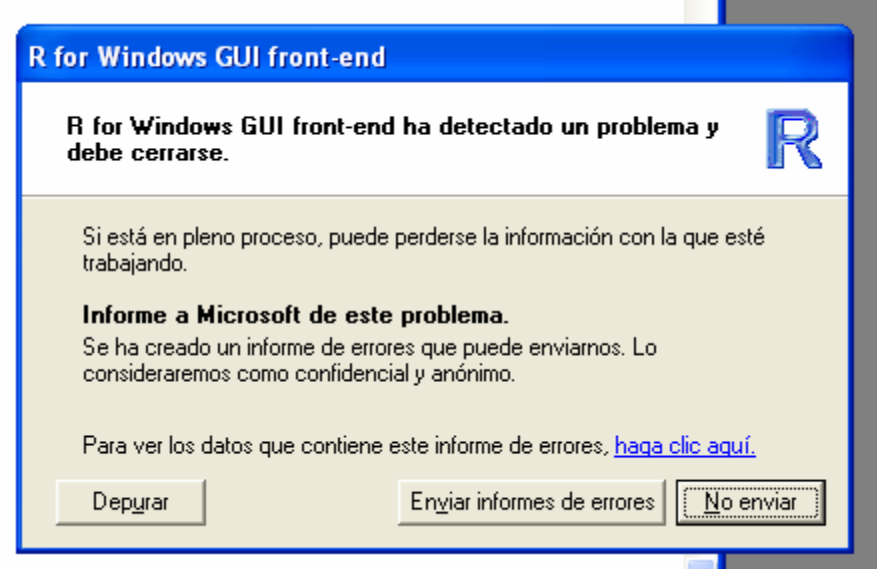 R for Windows GUI front-end
R for Windows GUI front-end ha detectado un problema y
debe cerrarse.
R
Si está en pleno proceso, puede perderse la información con la que esté
trabajando.
Informe a Microsoft de este problema.
Se ha creado un informe de errores que puede enviarnos. Lo
consideraremos como confidencial y anónimo.
Para ver los datos que contiene este informe de errores, haga clic aquí.
Depurar
Enviar informes de errores
No enviar